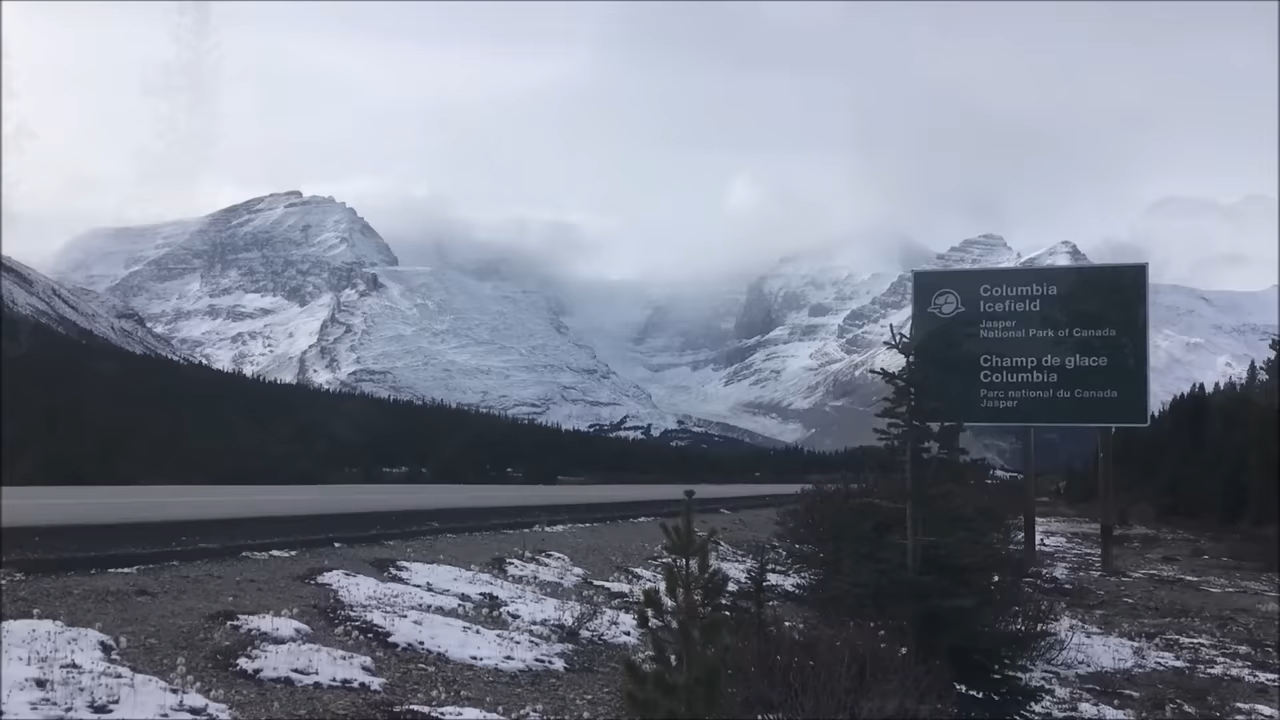 Columbia
Icefield
Jasper
National Park of Canada
Champ de glace
Columbia
Parc national du Canada
Jasper